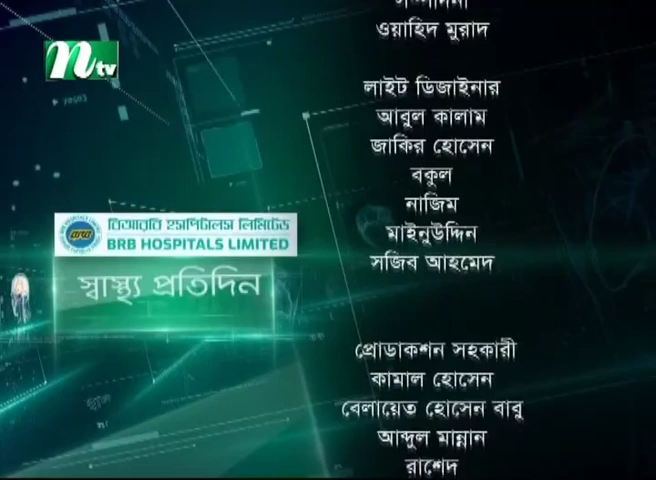 ntv
ওয়াহিদ মুরাদ
লাইট ডিজাইনার
আবুল কালাম
জাকির হোসেন
বকুল
নাজিম
মাইনুউদ্দিন
সজিব আহমেদ
বিআরবি হসপিটালস লিমিটেড
BRB HOSPITALS LIMITED
স্বাস্থ্য প্রতিদিন
প্রোডাকশন সহকারী
কামাল হোসেন
বেলায়েত হোসেন বাবু
আব্দুল মান্নান
রাশেদ